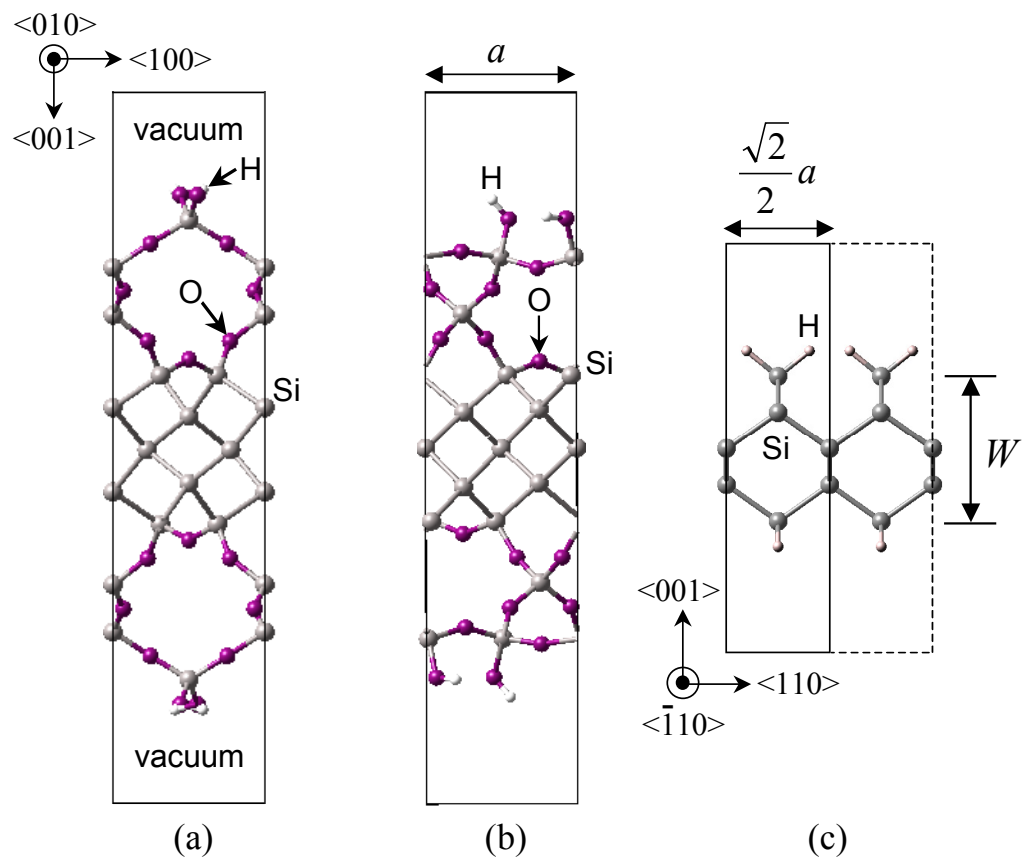 <010>
<100>
<001>
vacuum
H
O
Si
vacuum
(a)
a
H
O
Si
(b)
√2/2 a
H
Si
W
<001>
<110>
<1̄10>
(c)